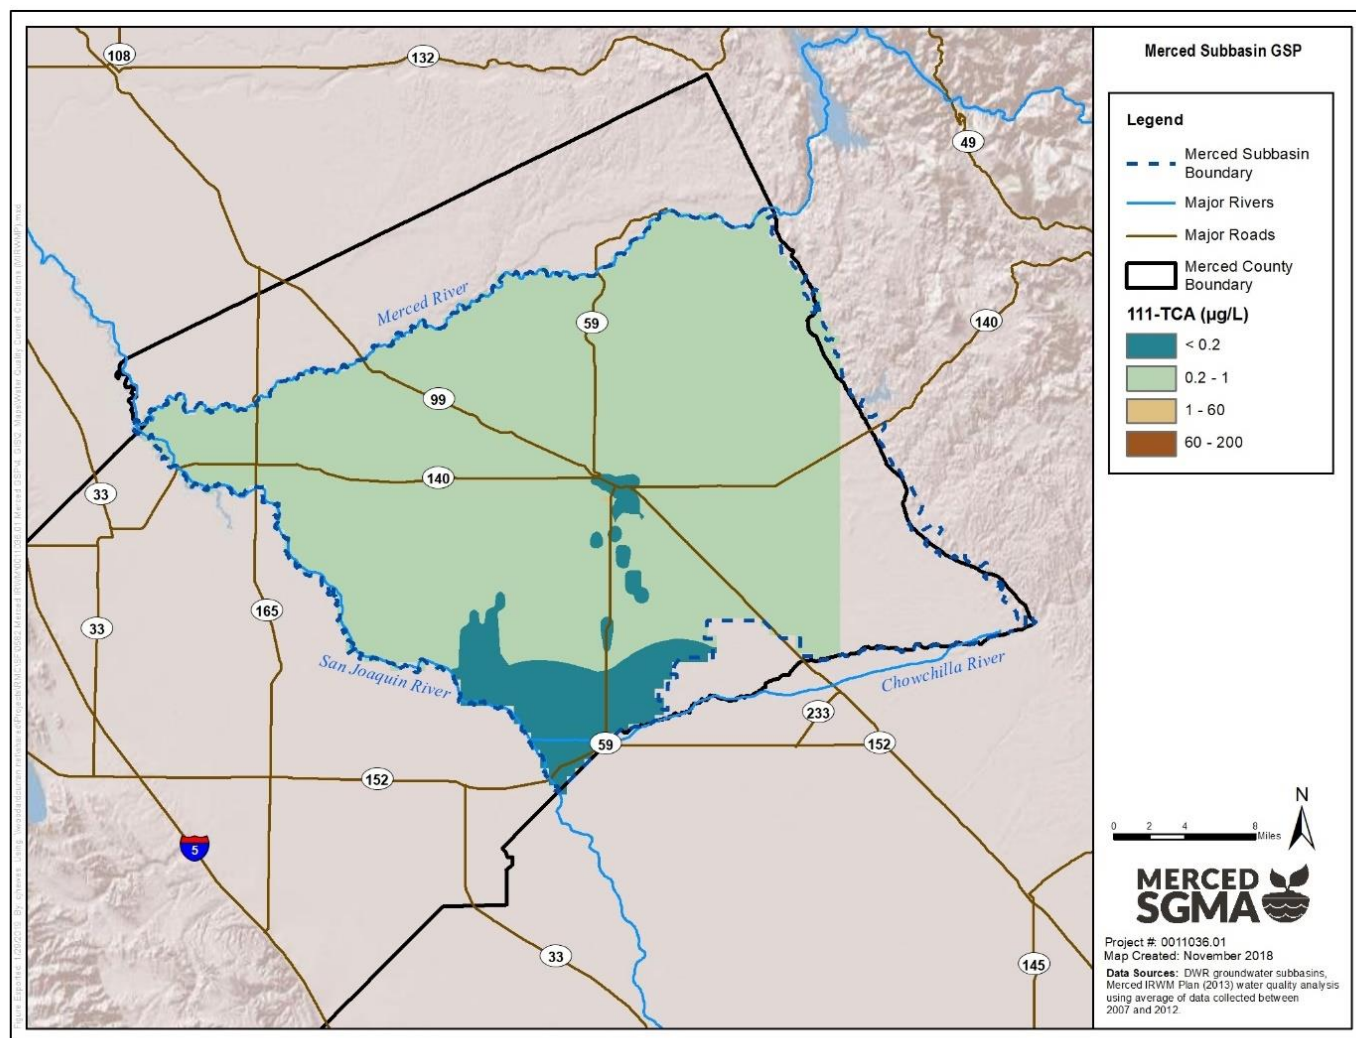 108
132
49
Merced River
59
140
99
140
33
165
33
San Joaquin River
Chowchilla River
233
59
152
152
5
33
145
Merced Subbasin GSP
Legend
Merced Subbasin
Boundary
Major Rivers
Major Roads
Merced County
Boundary
111-TCA (µg/L)
< 0.2
0.2 - 1
1 - 60
60 - 200
N
0 2 4 8
Miles
MERCED
SGMA
Project #: 0011036.01
Map Created: November 2018
Data Sources: DWR groundwater subbasins,
Merced IRWM Plan (2013) water quality analysis
using average of data collected between
2007 and 2012.